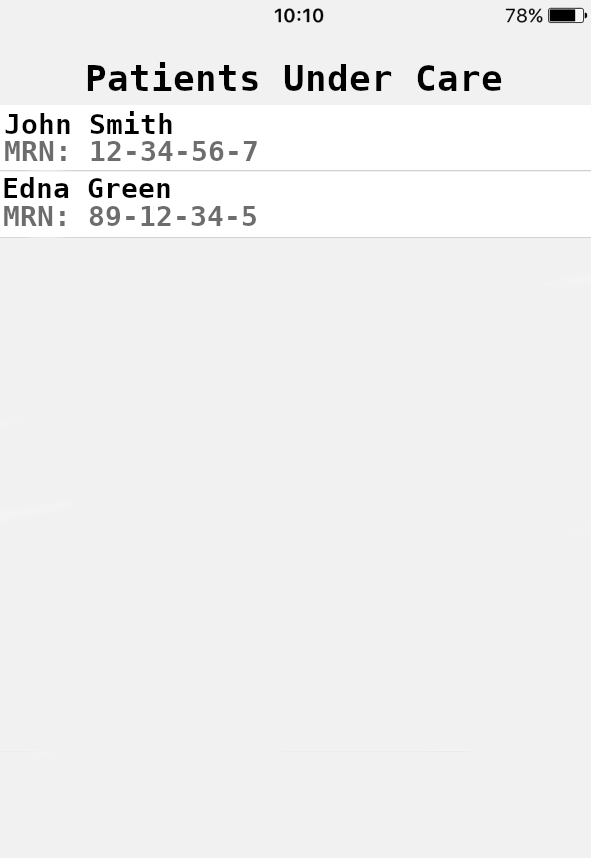 10:10 78%
Patients Under Care
John Smith
MRN: 12-34-56-7
Edna Green
MRN: 89-12-34-5